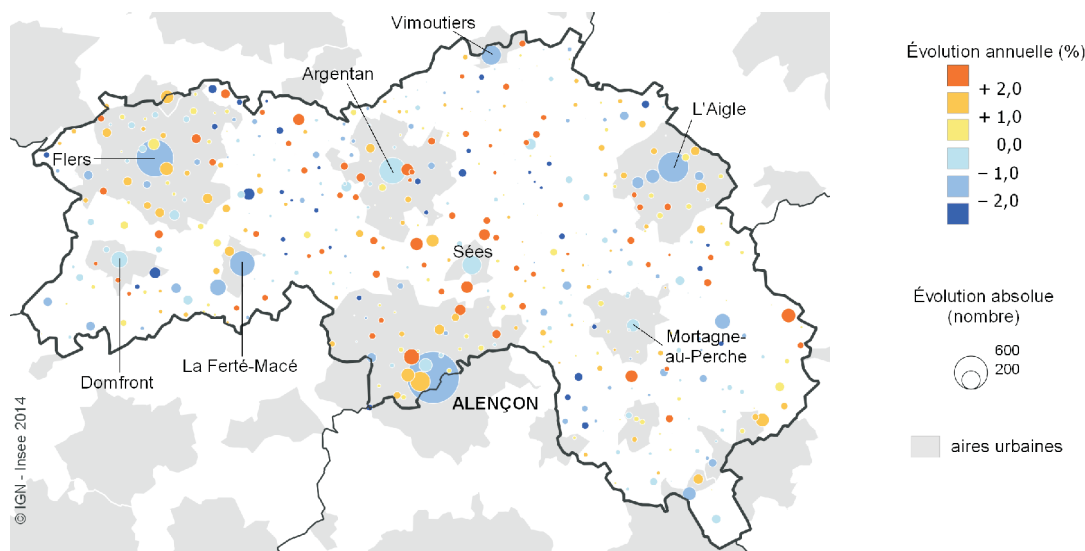 Vimoutiers
Argentan
L'Aigle
Flers
Sées
Mortagne-
au-Perche
La Ferté-Macé
Domfront
ALENÇON
© IGN - Insee 2014
Évolution annuelle (%)
+ 2,0
+ 1,0
0,0
– 1,0
– 2,0
Évolution absolue
(nombre)
600
200
aires urbaines